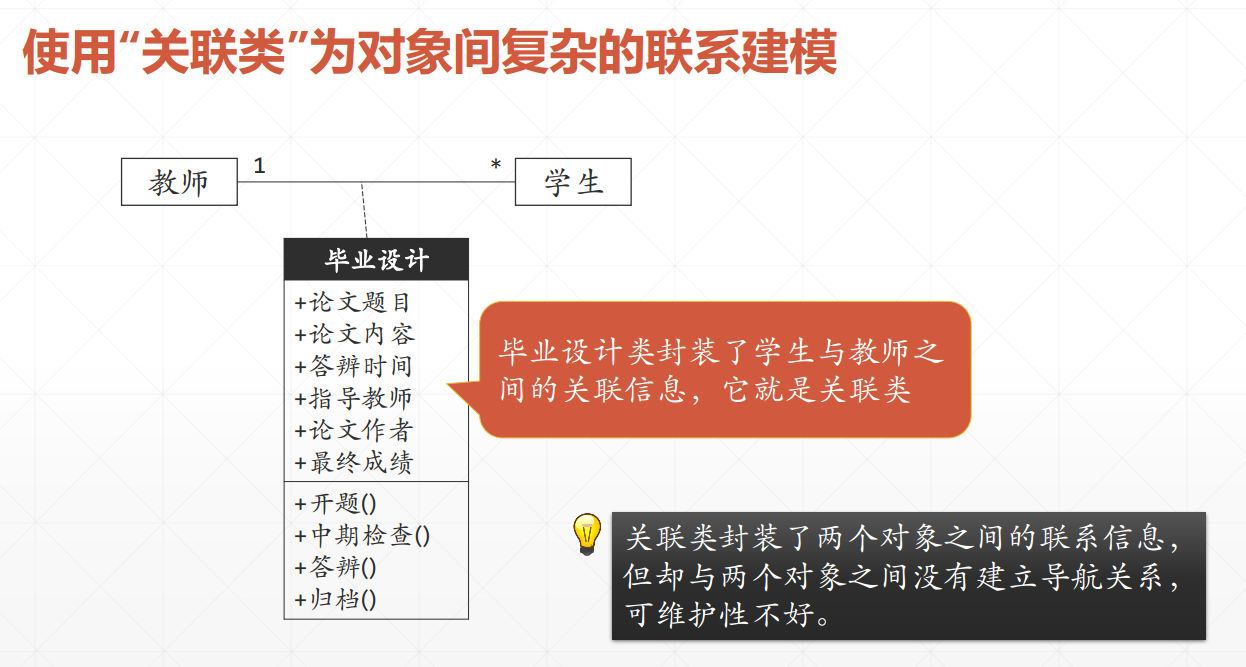 使用“关联类”为对象间复杂的联系建模
教师
1
*
学生
毕业设计
+论文题目
+论文内容
+答辨时间
+指导教师
+论文作者
+最终成绩
+开题()
+中期检查()
+答辨()
+归档()
毕业设计类封装了学生与教师之
间的关联信息，它就是关联类
关联类封装了两个对象之间的联系信息，
但却与两个对象之间没有建立导航关系，
可维护性不好。